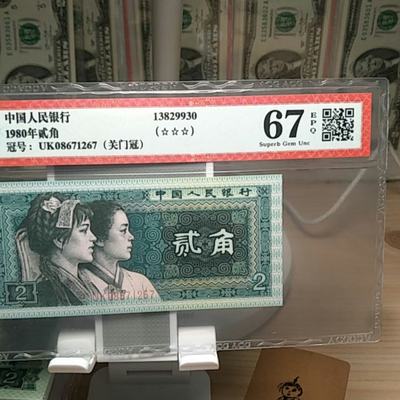 中国人民银行
1980年贰角
冠号：UK08671267（关门冠）
13829930
(☆☆☆)
67
EPQ
Superb Gem Unc
中国人民银行
贰角
2
2
UK08671267